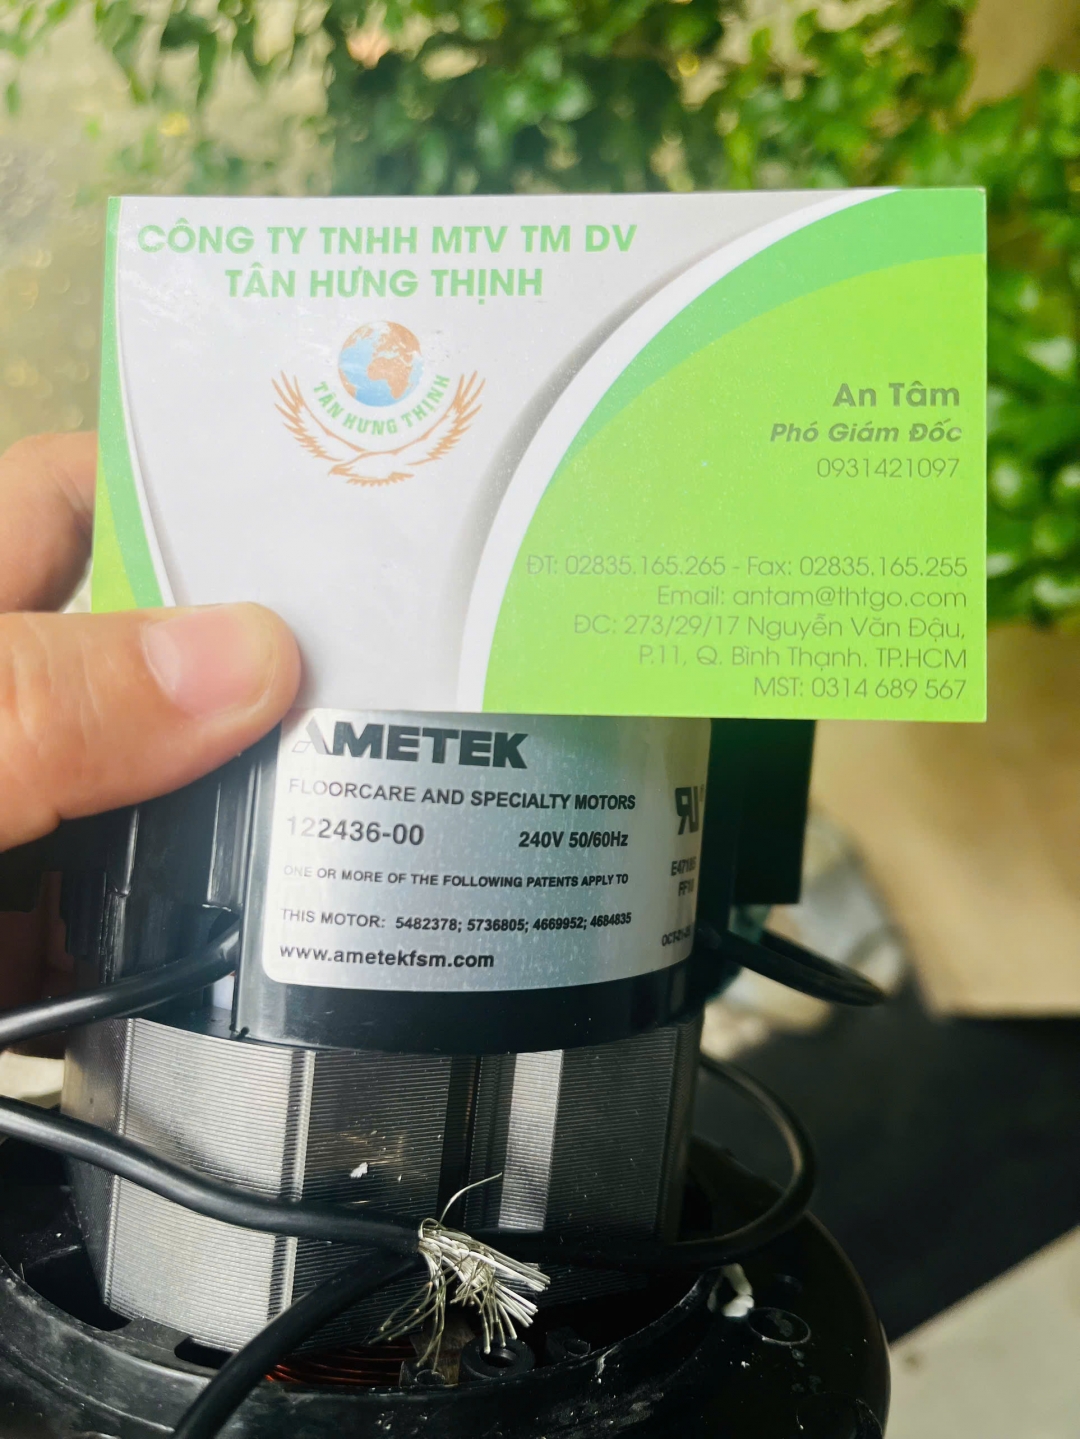 CÔNG TY TNHH MTV TM DV
TÂN HƯNG THỊNH
TÂN HƯNG THỊNH
An Tâm
Phó Giám Đốc
0931421097
ĐT: 02835.165.265 - Fax: 02835.165.255
Email: antam@thtgo.com
ĐC: 273/29/17 Nguyễn Văn Đậu,
P.11, Q. Bình Thạnh. TP.HCM
MST: 0314 689 567
AMETEK
FLOORCARE AND SPECIALTY MOTORS
122436-00 240V 50/60Hz
ONE OR MORE OF THE FOLLOWING PATENTS APPLY TO
THIS MOTOR: 5482378; 5736805; 4669952; 4684835
www.ametekfsm.com